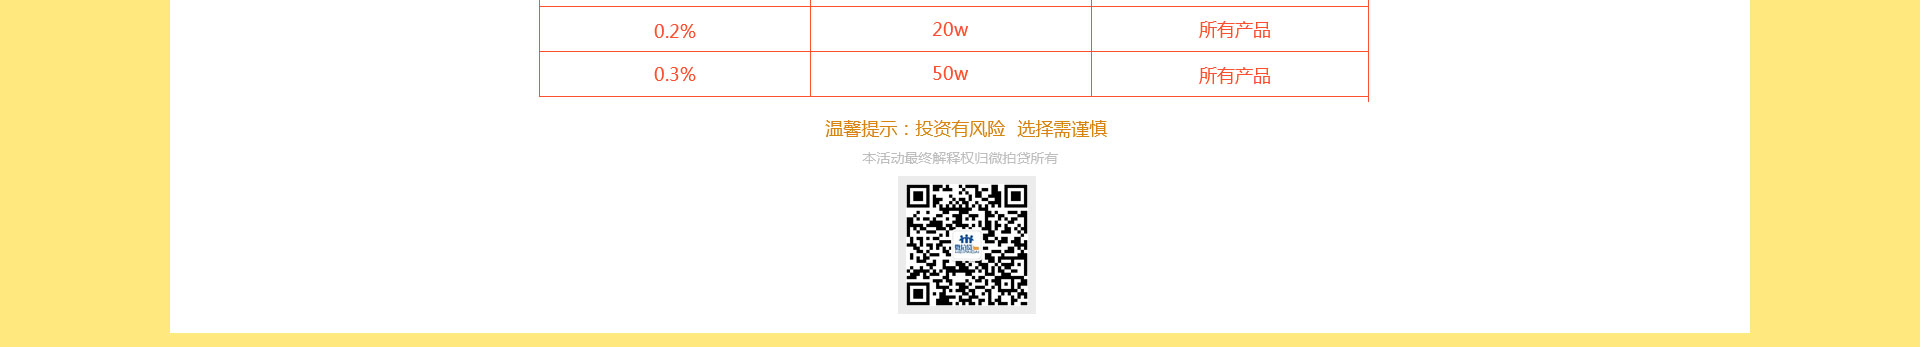 0.2% 20w 所有产品
0.3% 50w 所有产品
温馨提示：投资有风险 选择需谨慎
本活动最终解释权归微拍贷所有